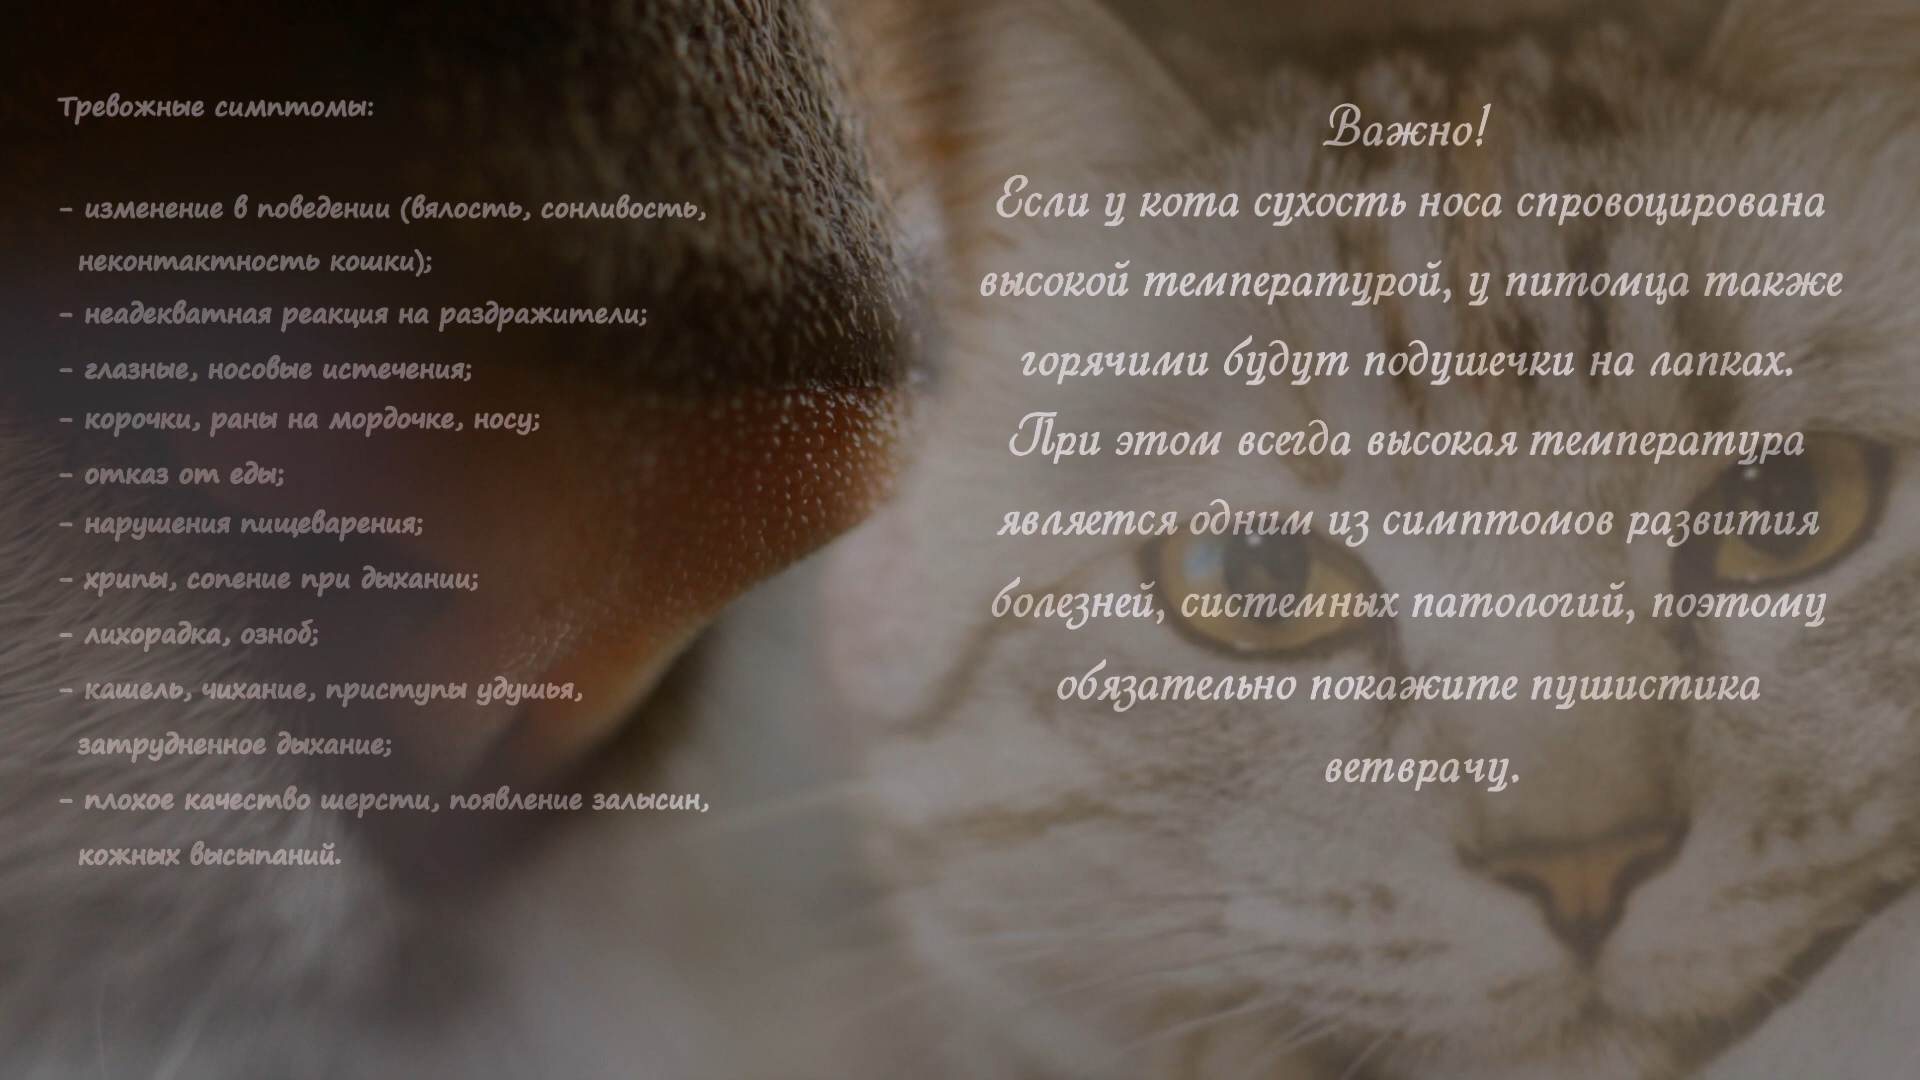 Тревожные симптомы:
- изменение в поведении (вялость, сонливость,
неконтактность кошки);
- неадекватная реакция на раздражители;
- глазные, носовые истечения;
- корочки, раны на мордочке, носу;
- отказ от еды;
- нарушения пищеварения;
- хрипы, сопение при дыхании;
- лихорадка, озноб;
- кашель, чихание, приступы удушья,
затрудненное дыхание;
- плохое качество шерсти, появление залысин,
кожных высыпаний.
Важно!
Если у кота сухость носа спровоцирована
высокой температурой, у питомца также
горячими будут подушечки на лапках.
При этом всегда высокая температура
является одним из симптомов развития
болезней, системных патологий, поэтому
обязательно покажите пушистика
ветврачу.